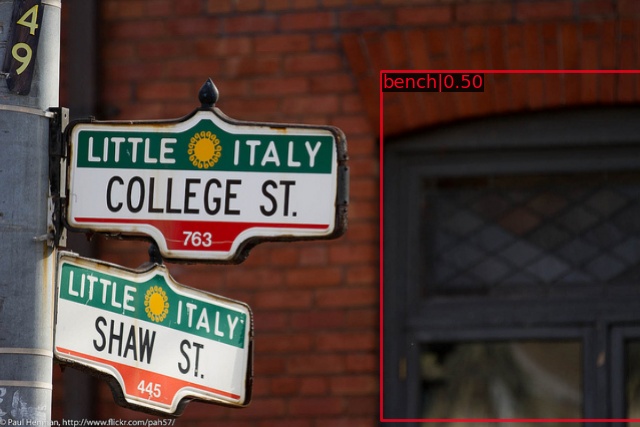 49
bench|0.50
LITTLE ITALY
COLLEGE ST.
763
LITTLE ITALY
SHAW ST.
445
© Paul Henman, http://www.flickr.com/pah57/